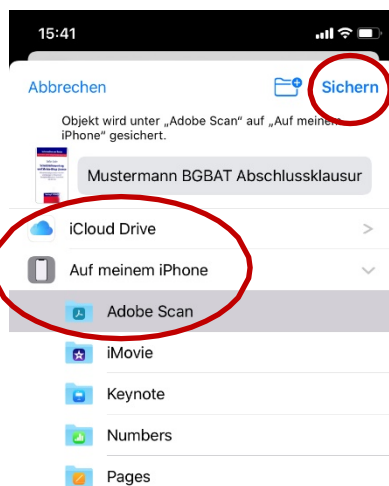 15:41
Abbrechen
Sichern
Objekt wird unter „Adobe Scan“ auf „Auf meinem
iPhone“ gesichert.
Mustermann BGBAT Abschlussklausur
iCloud Drive
Auf meinem iPhone
Adobe Scan
iMovie
Keynote
Numbers
Pages